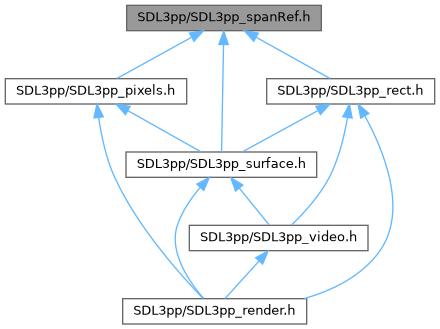 SDL3pp/SDL3pp_spanRef.h
SDL3pp/SDL3pp_pixels.h
SDL3pp/SDL3pp_rect.h
SDL3pp/SDL3pp_surface.h
SDL3pp/SDL3pp_video.h
SDL3pp/SDL3pp_render.h